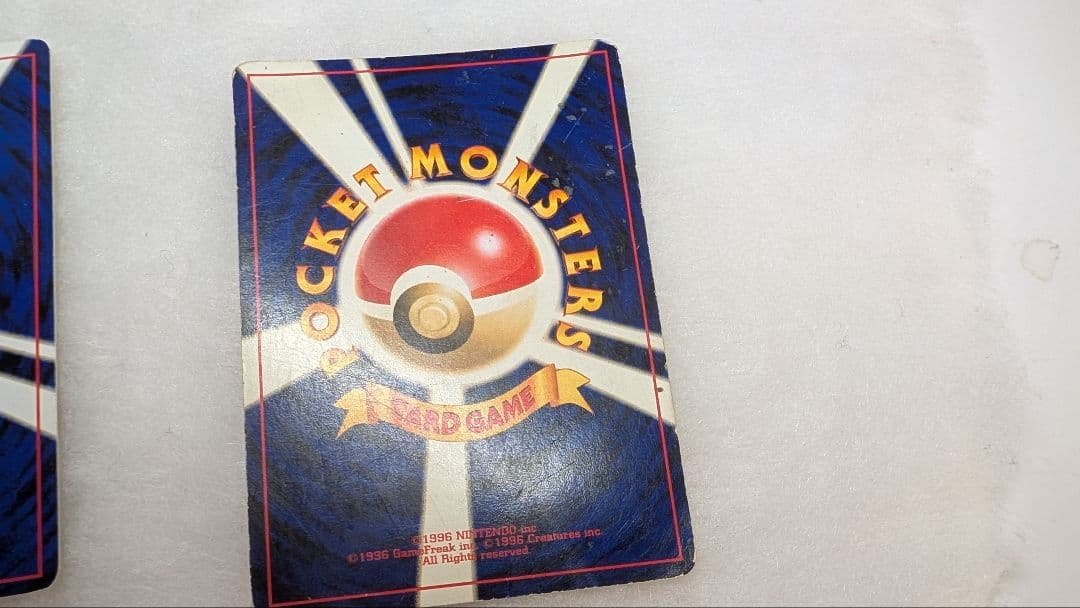 POCKET MONSTERS
CARD GAME
©1996 NINTENDO inc
©1996 GameFreak inc. ©1996 Creatures inc.
All Rights reserved.